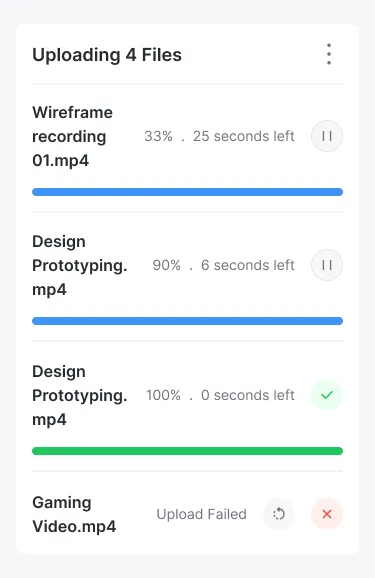 Uploading 4 Files
Wireframe
recording
01.mp4
33% . 25 seconds left
Design
Prototyping.
mp4
90% . 6 seconds left
Design
Prototyping.
mp4
100% . 0 seconds left
Gaming
Video.mp4
Upload Failed